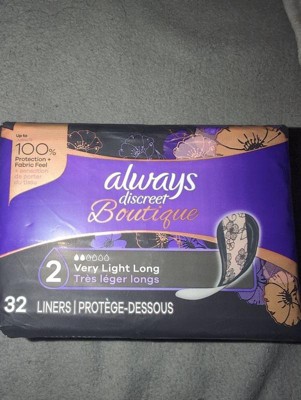 Up to
100%
Protection +
Fabric Feel
always
discreet
Boutique
2
Very Light Long
Très léger longs
32 LINERS | PROTÈGE-DESSOUS